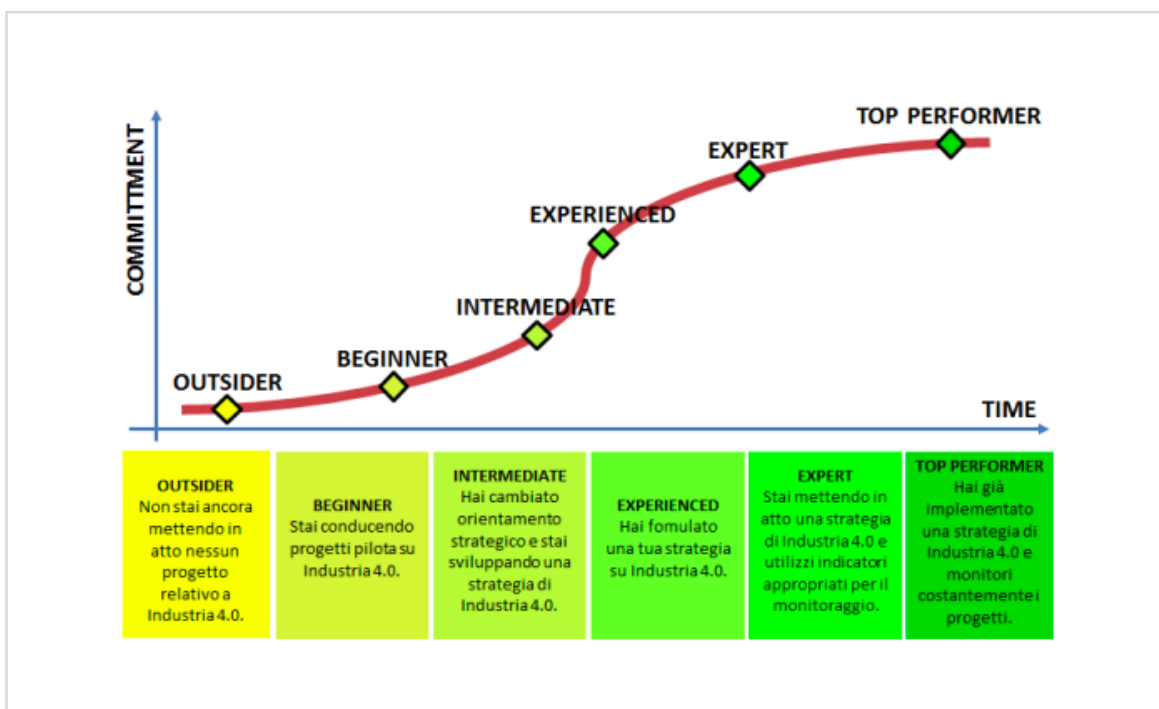 TOP PERFORMER
EXPERT
EXPERIENCED
INTERMEDIATE
BEGINNER
OUTSIDER
COMMITTMENT
TIME
OUTSIDER
Non stai ancora
mettendo in
atto nessun
progetto
relativo a
Industria 4.0.
BEGINNER
Stai conducendo
progetti pilota su
Industria 4.0.
INTERMEDIATE
Hai cambiato
orientamento
strategico e stai
sviluppando una
strategia di
Industria 4.0.
EXPERIENCED
Hai fomulato
una tua strategia
su Industria 4.0.
EXPERT
Stai mettendo in
atto una strategia
di Industria 4.0 e
utilizzi indicatori
appropriati per il
monitoraggio.
TOP PERFORMER
Hai già
implementato
una strategia di
Industria 4.0 e
monitori
costantemente i
progetti.